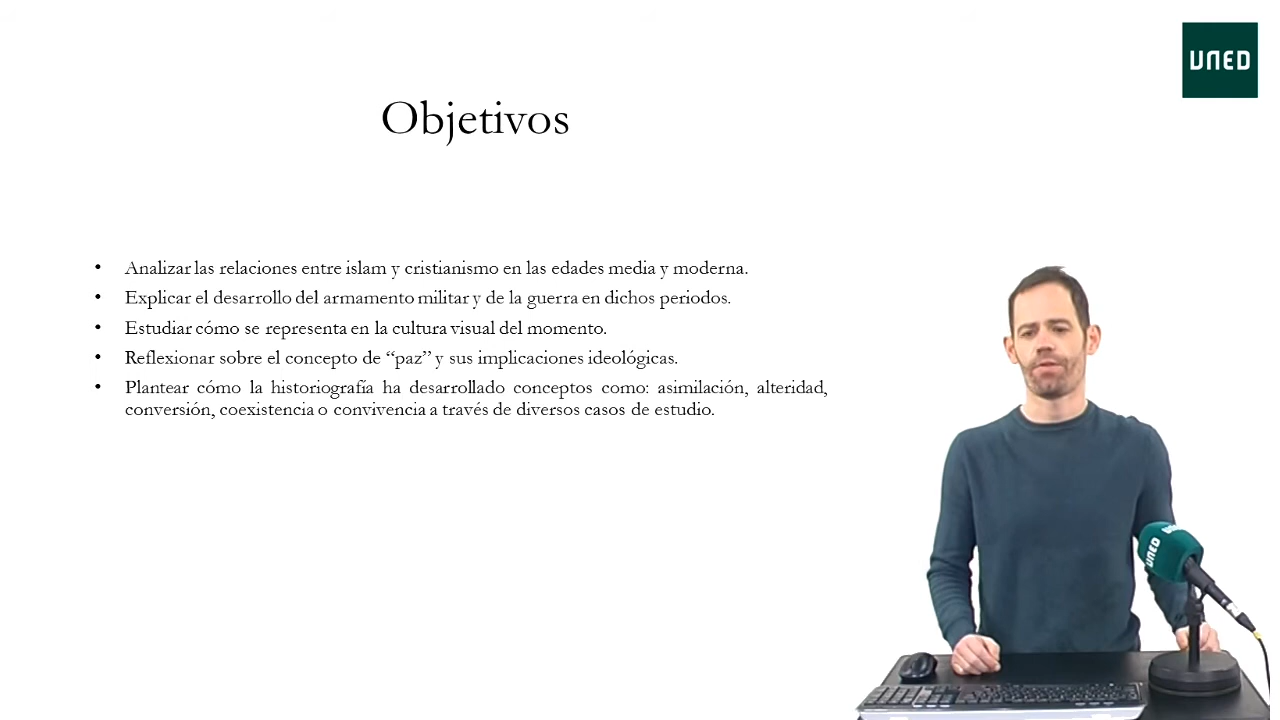 UNED
Objetivos
• Analizar las relaciones entre islam y cristianismo en las edades media y moderna.
• Explicar el desarrollo del armamento militar y de la guerra en dichos periodos.
• Estudiar cómo se representa en la cultura visual del momento.
• Reflexionar sobre el concepto de “paz” y sus implicaciones ideológicas.
• Plantear cómo la historiografía ha desarrollado conceptos como: asimilación, alteridad,
conversión, coexistencia o convivencia a través de diversos casos de estudio.
UNED